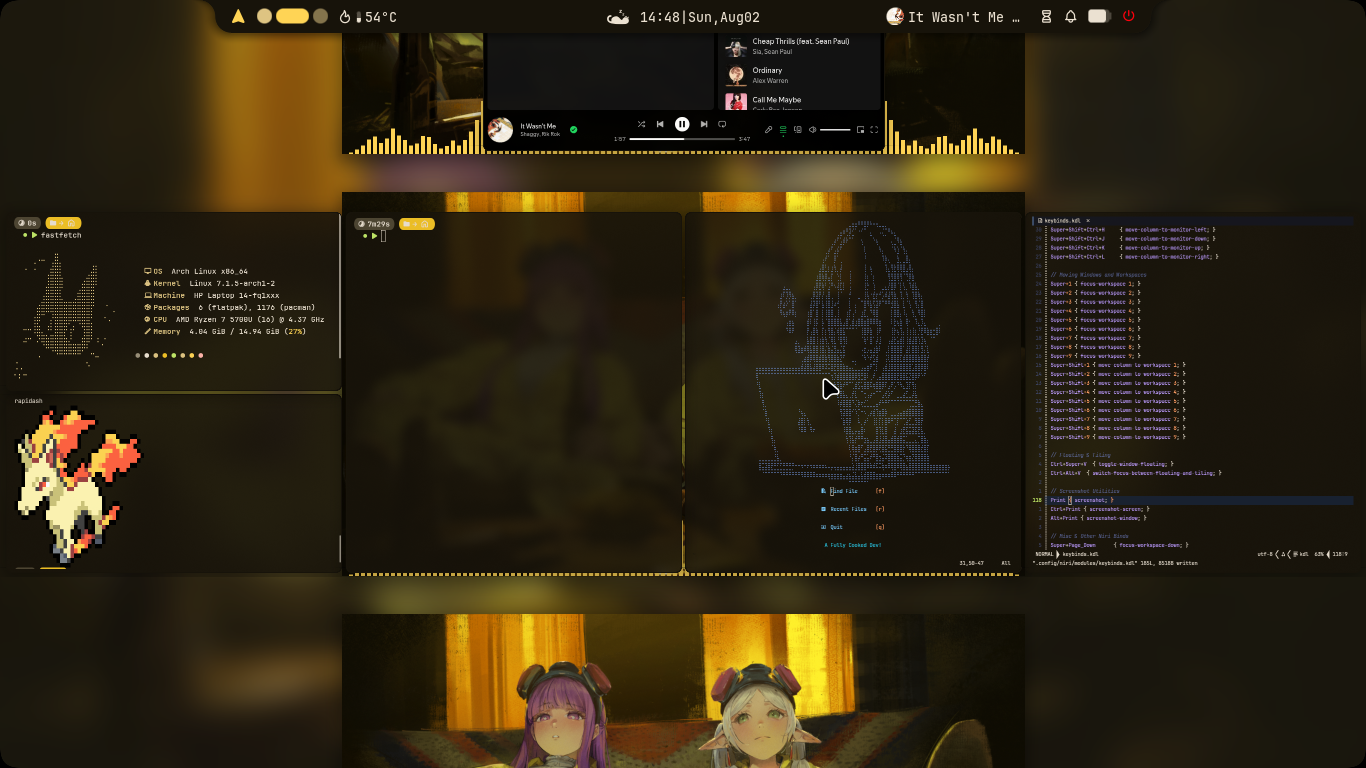 54°C
14:48|Sun,Aug02
It Wasn't Me …
Cheap Thrills (feat. Sean Paul)
Sia, Sean Paul
Ordinary
Alex Warren
Call Me Maybe
It Wasn't Me
Shaggy, Rik Rok
1:57
3:47
0s
fastfetch
OS Arch Linux x86_64
Kernel Linux 7.1.5-arch1-2
Machine HP Laptop 14-fq1xxx
Packages 6 (flatpak), 1176 (pacman)
CPU AMD Ryzen 7 5700U (16) @ 4.37 GHz
Memory 4.04 GiB / 14.94 GiB (27%)
rapidash
7m29s
Find File [f]
Recent Files [r]
Quit [q]
A Fully Cooked Dev!
31,50-47 All
keybinds.kdl ×
Super+Shift+Ctrl+H { move-column-to-monitor-left; }
Super+Shift+Ctrl+J { move-column-to-monitor-down; }
Super+Shift+Ctrl+K { move-column-to-monitor-up; }
Super+Shift+Ctrl+L { move-column-to-monitor-right; }
// Moving Windows and Workspaces
Super+1 { focus-workspace 1; }
Super+2 { focus-workspace 2; }
Super+3 { focus-workspace 3; }
Super+4 { focus-workspace 4; }
Super+5 { focus-workspace 5; }
Super+6 { focus-workspace 6; }
Super+7 { focus-workspace 7; }
Super+8 { focus-workspace 8; }
Super+9 { focus-workspace 9; }
Super+Shift+1 { move-column-to-workspace 1; }
Super+Shift+2 { move-column-to-workspace 2; }
Super+Shift+3 { move-column-to-workspace 3; }
Super+Shift+4 { move-column-to-workspace 4; }
Super+Shift+5 { move-column-to-workspace 5; }
Super+Shift+6 { move-column-to-workspace 6; }
Super+Shift+7 { move-column-to-workspace 7; }
Super+Shift+8 { move-column-to-workspace 8; }
Super+Shift+9 { move-column-to-workspace 9; }
// Floating & Tiling
Ctrl+Super+V { toggle-window-floating; }
Ctrl+Alt+V { switch-focus-between-floating-and-tiling; }
// Screenshot Utilities
118 Print { screenshot; }
Ctrl+Print { screenshot-screen; }
Alt+Print { screenshot-window; }
// Misc & Other Niri Binds
Super+Page_Down { focus-workspace-down; }
NORMAL keybinds.kdl utf-8 kdl 63% 118:9
".config/niri/modules/keybinds.kdl" 185L, 8518B written